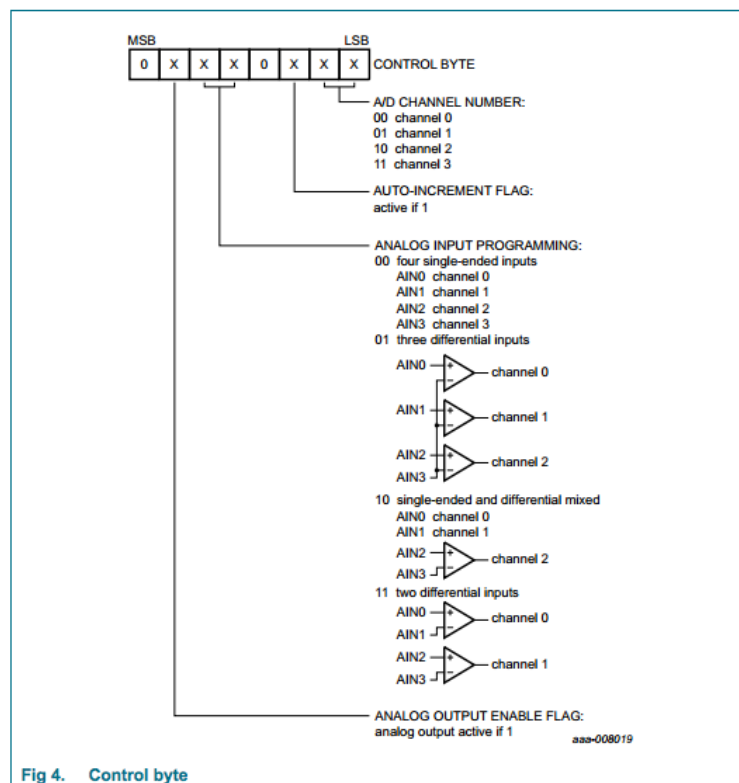 MSB LSB
0 X X X 0 X X X CONTROL BYTE
A/D CHANNEL NUMBER:
00 channel 0
01 channel 1
10 channel 2
11 channel 3
AUTO-INCREMENT FLAG:
active if 1
ANALOG INPUT PROGRAMMING:
00 four single-ended inputs
AIN0 channel 0
AIN1 channel 1
AIN2 channel 2
AIN3 channel 3
01 three differential inputs
AIN0 + − channel 0
AIN1 + − channel 1
AIN2 + − channel 2
AIN3
10 single-ended and differential mixed
AIN0 channel 0
AIN1 channel 1
AIN2 + − channel 2
AIN3
11 two differential inputs
AIN0 + − channel 0
AIN1
AIN2 + − channel 1
AIN3
ANALOG OUTPUT ENABLE FLAG:
analog output active if 1
aaa-008019
Fig 4. Control byte